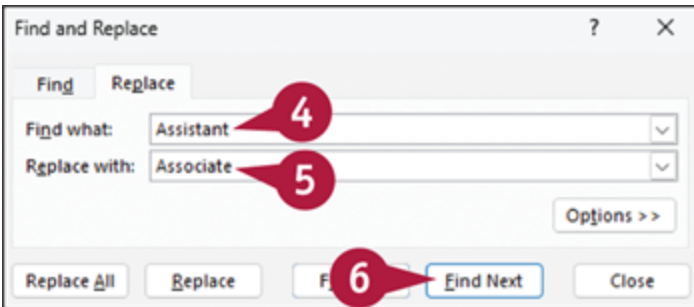 Find and Replace ? ×
Find Replace
Find what: Assistant 4
Replace with: Associate 5
Options >>
Replace All Replace 6 Find Next Close